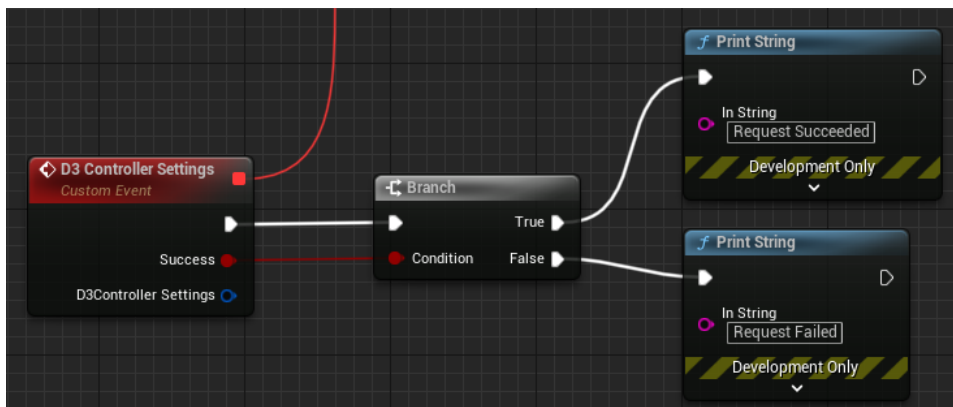 D3 Controller Settings
Custom Event
Success
D3Controller Settings
Branch
True
Condition
False
f Print String
In String
Request Succeeded
Development Only
f Print String
In String
Request Failed
Development Only